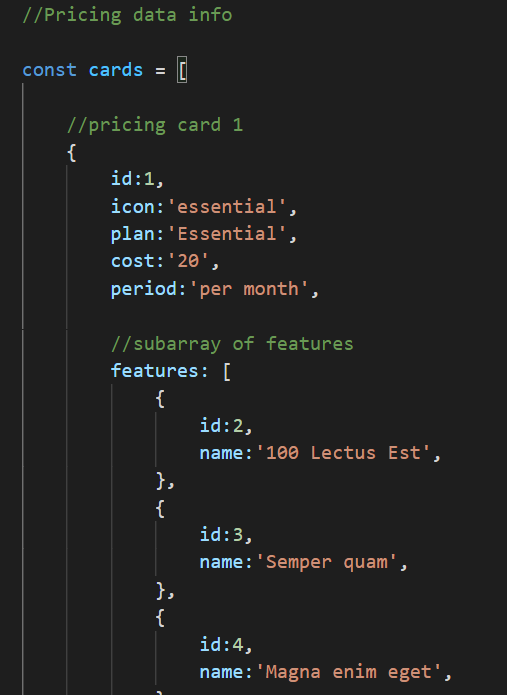 //Pricing data info
const cards = [
//pricing card 1
{
id:1,
icon:'essential',
plan:'Essential',
cost:'20',
period:'per month',
//subarray of features
features: [
{
id:2,
name:'100 Lectus Est',
},
{
id:3,
name:'Semper quam',
},
{
id:4,
name:'Magna enim eget',